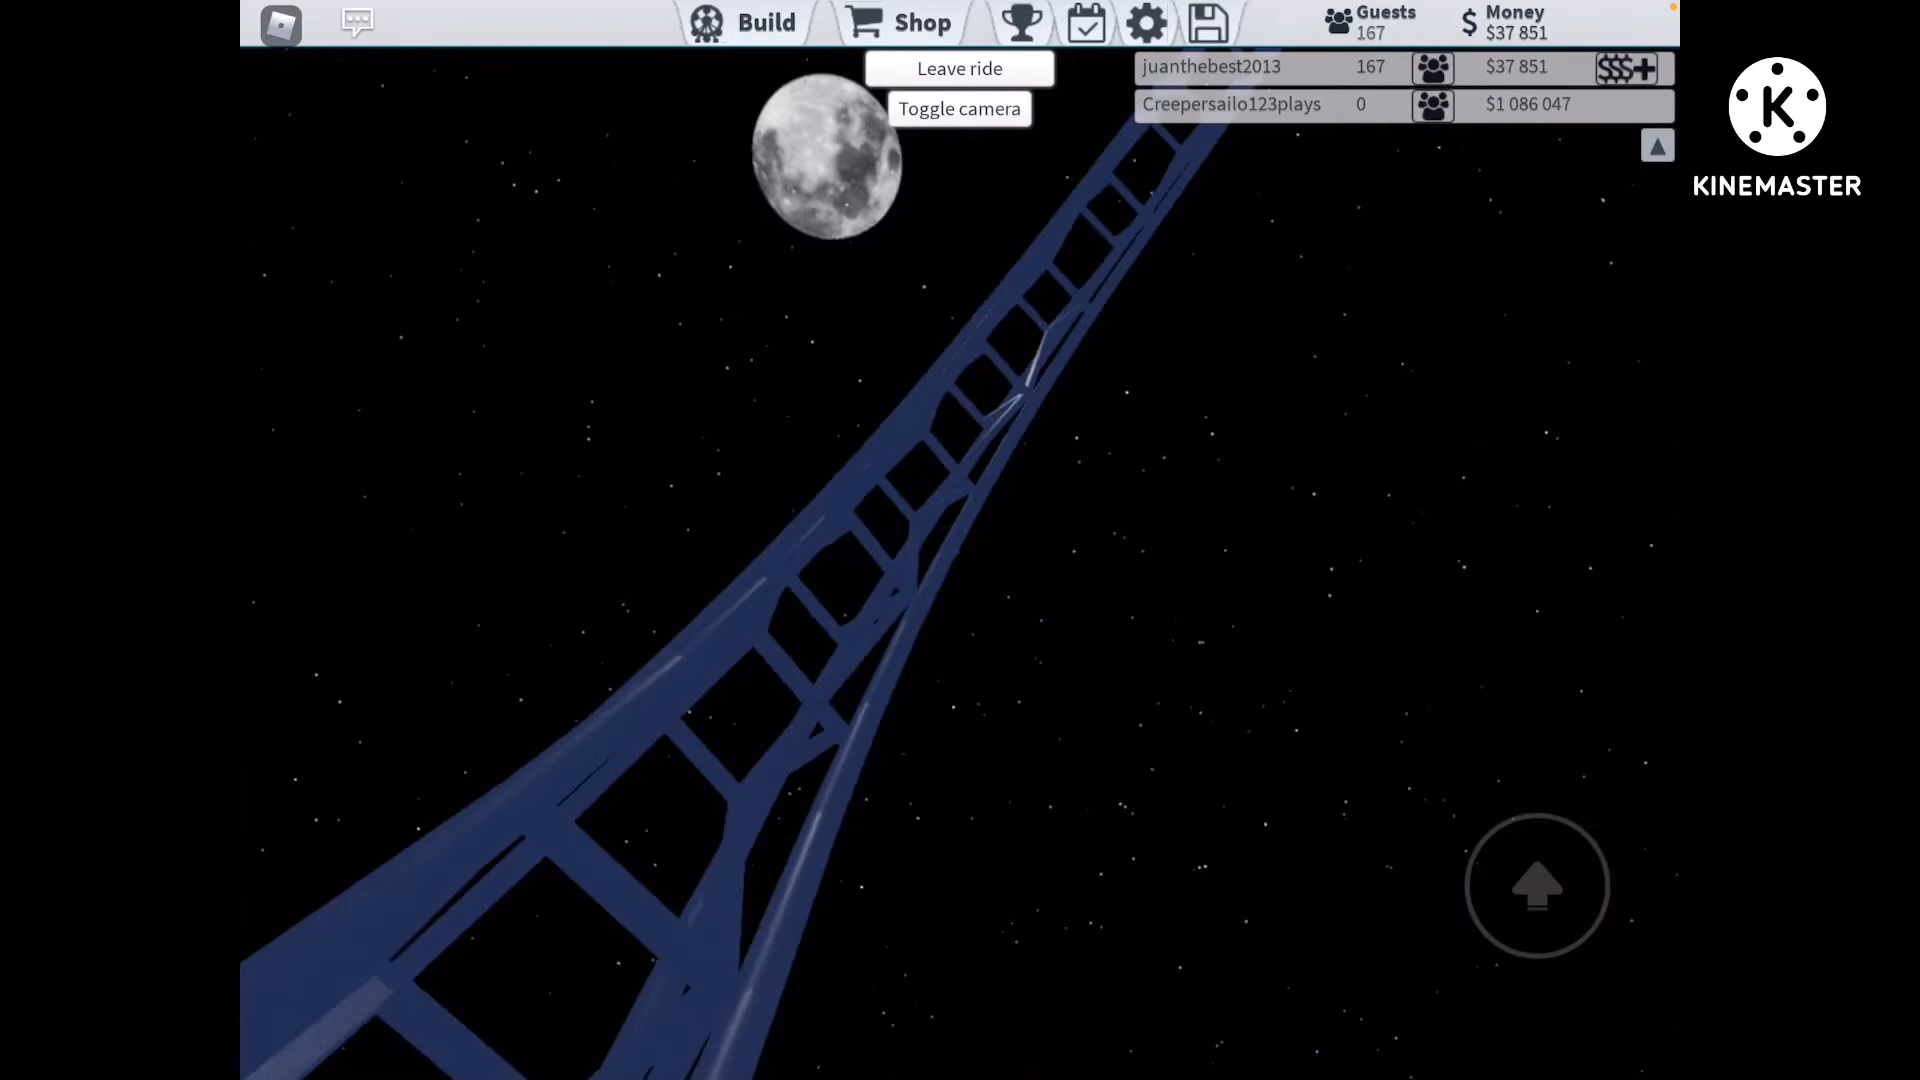 Build
Shop
Guests
167
Money
$37 851
Leave ride
Toggle camera
juanthebest2013 167 $37 851 $$$+
Creepersailo123plays 0 $1 086 047
K
KINEMASTER